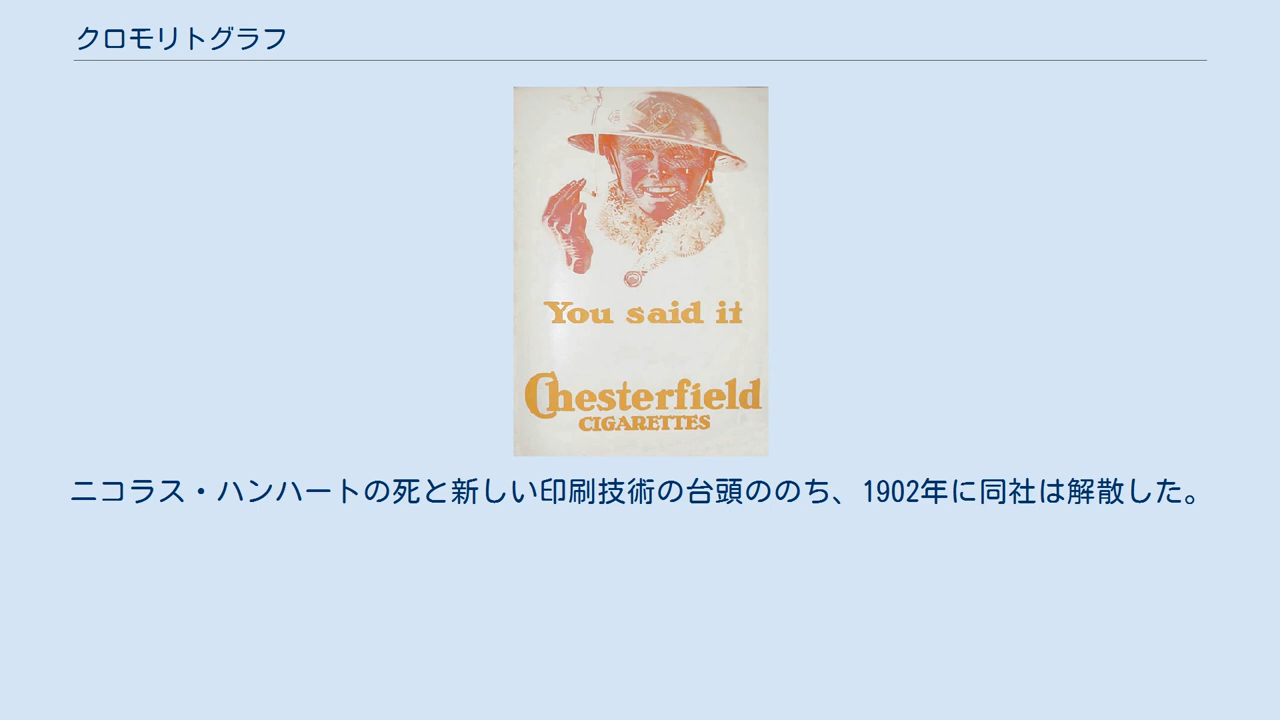 クロモリトグラフ
You said it
Chesterfield
CIGARETTES
ニコラス・ハンハートの死と新しい印刷技術の台頭ののち、1902年に同社は解散した。